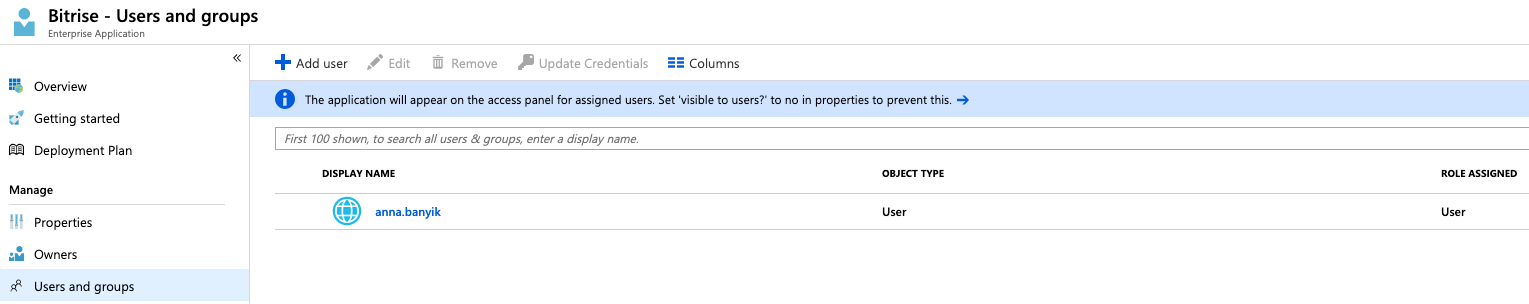 Bitrise - Users and groups
Enterprise Application
«
Overview
Getting started
Deployment Plan
Manage
Properties
Owners
Users and groups
Add user Edit Remove Update Credentials Columns
The application will appear on the access panel for assigned users. Set 'visible to users?' to no in properties to prevent this. →
First 100 shown, to search all users & groups, enter a display name.
DISPLAY NAME OBJECT TYPE ROLE ASSIGNED
anna.banyik User User